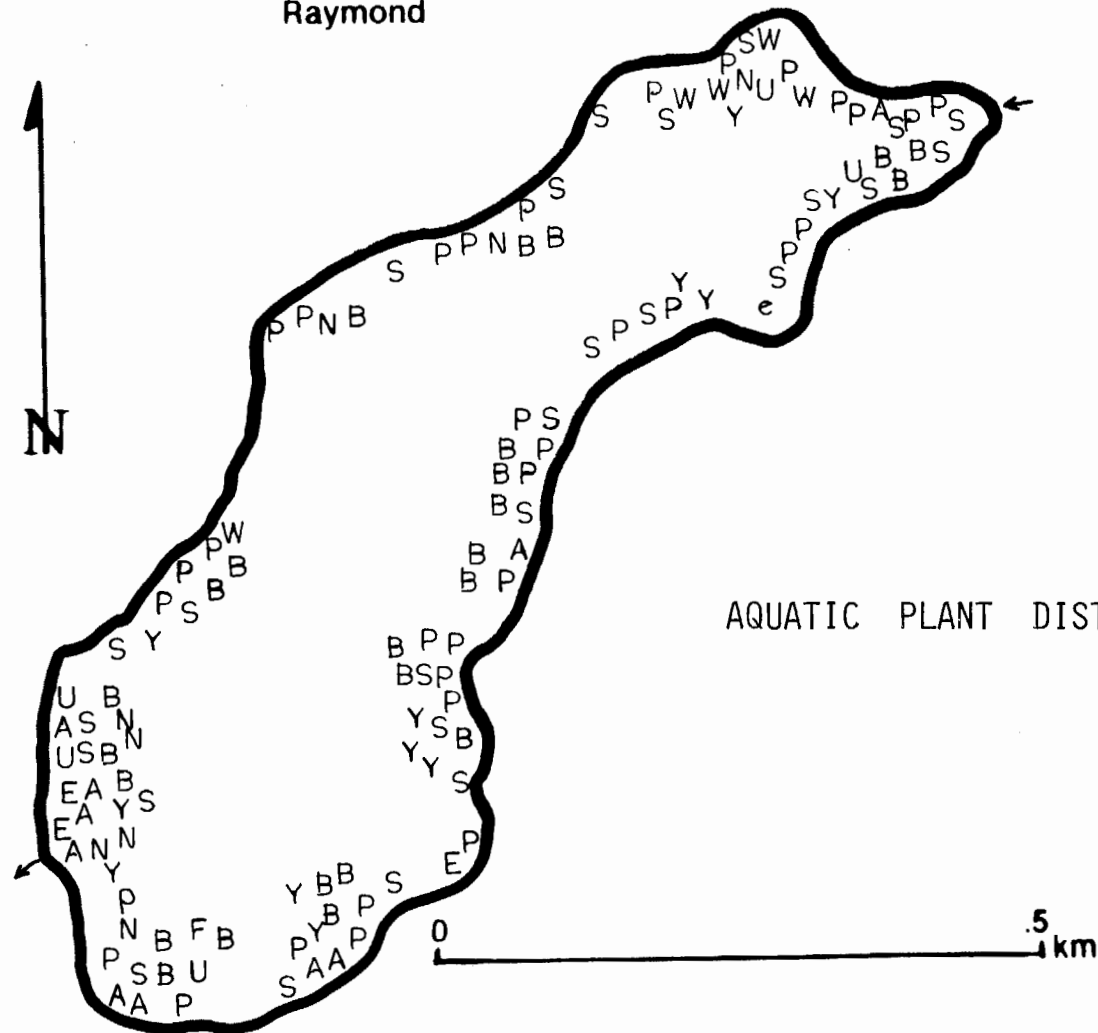 Raymond
S W
P
P W W N U P W
S Y
P P A S P P S
S
B B S
U S B
S Y
P
P
S
e
S
P
P P N B B
S
P P N B
Y
S P S P Y
P S
B P
B P
B S
B A
B P
P W
P B
P S B
S Y
AQUATIC PLANT DIST
B P P
B S P
P
Y S B
Y Y
S
U B
A S N
N
U S B
E A B
A Y S
E
A N N
Y
P
N
P
E
Y B B S
B P
Y
P P
A A
S
B F B
P S B U
A A P
0 .5 km
N